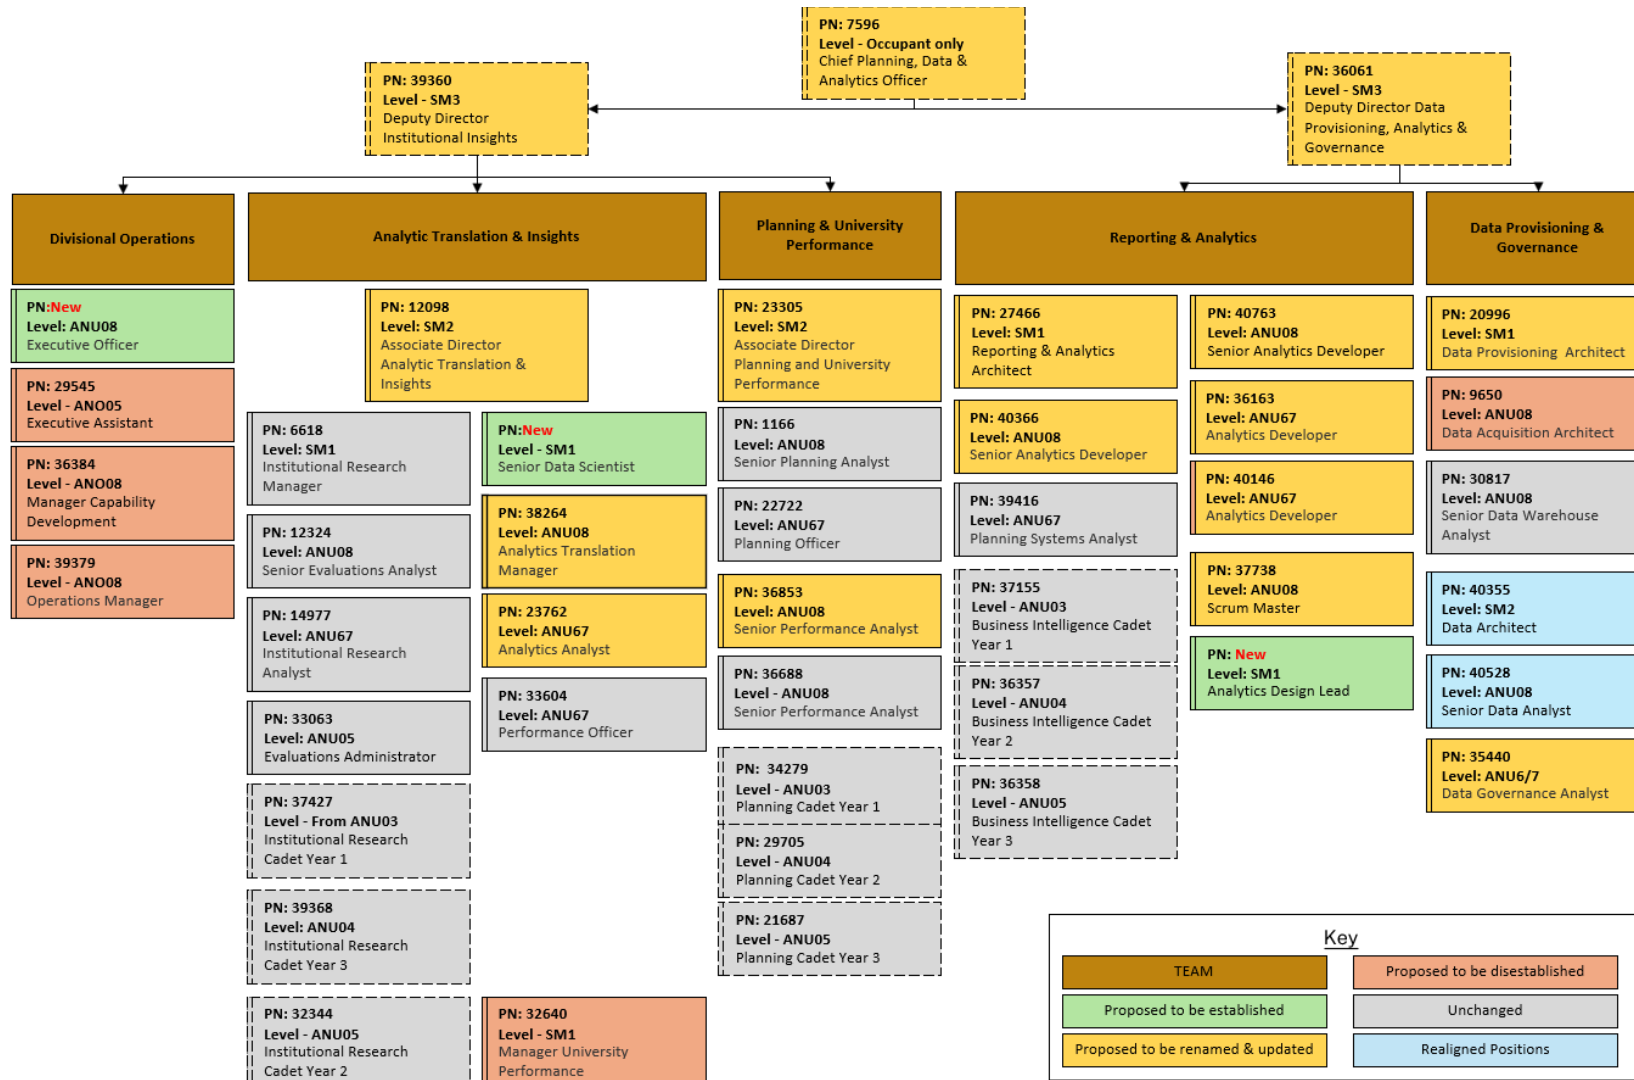 PN: 7596
Level - Occupant only
Chief Planning, Data &
Analytics Officer
PN: 39360
Level - SM3
Deputy Director
Institutional Insights
PN: 36061
Level - SM3
Deputy Director Data
Provisioning, Analytics &
Governance
Divisional Operations
PN:New
Level: ANU08
Executive Officer
PN: 29545
Level - ANO05
Executive Assistant
PN: 36384
Level - ANO08
Manager Capability
Development
PN: 39379
Level - ANO08
Operations Manager
Analytic Translation & Insights
PN: 12098
Level: SM2
Associate Director
Analytic Translation &
Insights
PN: 6618
Level: SM1
Institutional Research
Manager
PN: 12324
Level: ANU08
Senior Evaluations Analyst
PN: 14977
Level: ANU67
Institutional Research
Analyst
PN: 33063
Level: ANU05
Evaluations Administrator
PN: 37427
Level - From ANU03
Institutional Research
Cadet Year 1
PN: 39368
Level: ANU04
Institutional Research
Cadet Year 3
PN: 32344
Level - ANU05
Institutional Research
Cadet Year 2
PN:New
Level - SM1
Senior Data Scientist
PN: 38264
Level: ANU08
Analytics Translation
Manager
PN: 23762
Level: ANU67
Analytics Analyst
PN: 33604
Level: ANU67
Performance Officer
PN: 32640
Level - SM1
Manager University
Performance
Planning & University
Performance
PN: 23305
Level: SM2
Associate Director
Planning and University
Performance
PN: 1166
Level: ANU08
Senior Planning Analyst
PN: 22722
Level: ANU67
Planning Officer
PN: 36853
Level: ANU08
Senior Performance Analyst
PN: 36688
Level - ANU08
Senior Performance Analyst
PN: 34279
Level - ANU03
Planning Cadet Year 1
PN: 29705
Level - ANU04
Planning Cadet Year 2
PN: 21687
Level - ANU05
Planning Cadet Year 3
Reporting & Analytics
PN: 27466
Level: SM1
Reporting & Analytics
Architect
PN: 40366
Level: ANU08
Senior Analytics Developer
PN: 39416
Level: ANU67
Planning Systems Analyst
PN: 37155
Level - ANU03
Business Intelligence Cadet
Year 1
PN: 36357
Level - ANU04
Business Intelligence Cadet
Year 2
PN: 36358
Level - ANU05
Business Intelligence Cadet
Year 3
PN: 40763
Level: ANU08
Senior Analytics Developer
PN: 36163
Level: ANU67
Analytics Developer
PN: 40146
Level: ANU67
Analytics Developer
PN: 37738
Level: ANU08
Scrum Master
PN: New
Level: SM1
Analytics Design Lead
Data Provisioning &
Governance
PN: 20996
Level: SM1
Data Provisioning Architect
PN: 9650
Level: ANU08
Data Acquisition Architect
PN: 30817
Level: ANU08
Senior Data Warehouse
Analyst
PN: 40355
Level: SM2
Data Architect
PN: 40528
Level: ANU08
Senior Data Analyst
PN: 35440
Level: ANU6/7
Data Governance Analyst
Key
TEAM
Proposed to be disestablished
Proposed to be established
Unchanged
Proposed to be renamed & updated
Realigned Positions